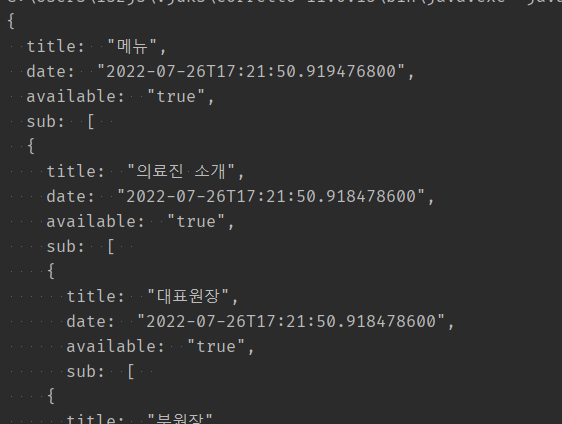 {
title: "메뉴",
date: "2022-07-26T17:21:50.919476800",
available: "true",
sub: [
{
title: "의료진 소개",
date: "2022-07-26T17:21:50.918478600",
available: "true",
sub: [
{
title: "대표원장",
date: "2022-07-26T17:21:50.918478600",
available: "true",
sub: [
{
title: "부원장"